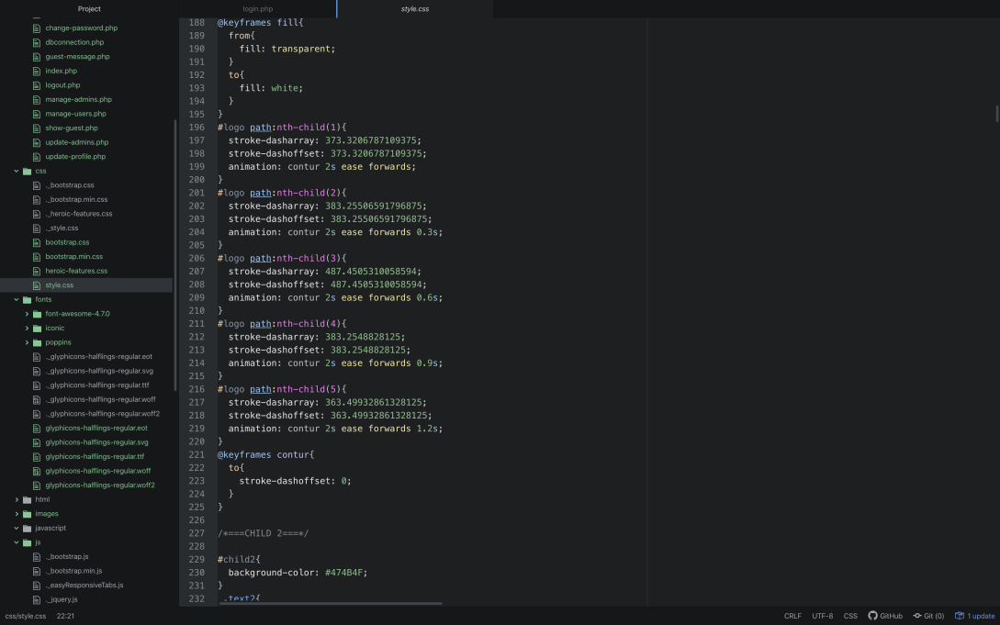 Project
change-password.php
dbconnection.php
guest-message.php
index.php
logout.php
manage-admins.php
manage-users.php
show-guest.php
update-admins.php
update-profile.php
css
._bootstrap.css
._bootstrap.min.css
._heroic-features.css
._style.css
bootstrap.css
bootstrap.min.css
heroic-features.css
style.css
fonts
font-awesome-4.7.0
iconic
poppins
._glyphicons-halflings-regular.eot
._glyphicons-halflings-regular.svg
._glyphicons-halflings-regular.ttf
._glyphicons-halflings-regular.woff
._glyphicons-halflings-regular.woff2
glyphicons-halflings-regular.eot
glyphicons-halflings-regular.svg
glyphicons-halflings-regular.ttf
glyphicons-halflings-regular.woff
glyphicons-halflings-regular.woff2
html
images
javascript
js
._bootstrap.js
._bootstrap.min.js
._easyResponsiveTabs.js
._jquery.js
login.php
style.css
188 @keyframes fill{
189   from{
190     fill: transparent;
191   }
192   to{
193     fill: white;
194   }
195 }
196 #logo path:nth-child(1){
197   stroke-dasharray: 373.3206787109375;
198   stroke-dashoffset: 373.3206787109375;
199   animation: contur 2s ease forwards;
200 }
201 #logo path:nth-child(2){
202   stroke-dasharray: 383.25506591796875;
203   stroke-dashoffset: 383.25506591796875;
204   animation: contur 2s ease forwards 0.3s;
205 }
206 #logo path:nth-child(3){
207   stroke-dasharray: 487.4505310058594;
208   stroke-dashoffset: 487.4505310058594;
209   animation: contur 2s ease forwards 0.6s;
210 }
211 #logo path:nth-child(4){
212   stroke-dasharray: 383.2548828125;
213   stroke-dashoffset: 383.2548828125;
214   animation: contur 2s ease forwards 0.9s;
215 }
216 #logo path:nth-child(5){
217   stroke-dasharray: 363.49932861328125;
218   stroke-dashoffset: 363.49932861328125;
219   animation: contur 2s ease forwards 1.2s;
220 }
221 @keyframes contur{
222   to{
223     stroke-dashoffset: 0;
224   }
225 }
226
227 /*===CHILD 2===*/
228
229 #child2{
230   background-color: #474B4F;
231 }
232 .text2{
css/style.css 22:21
CRLF UTF-8 CSS GitHub Git (0) 1 update